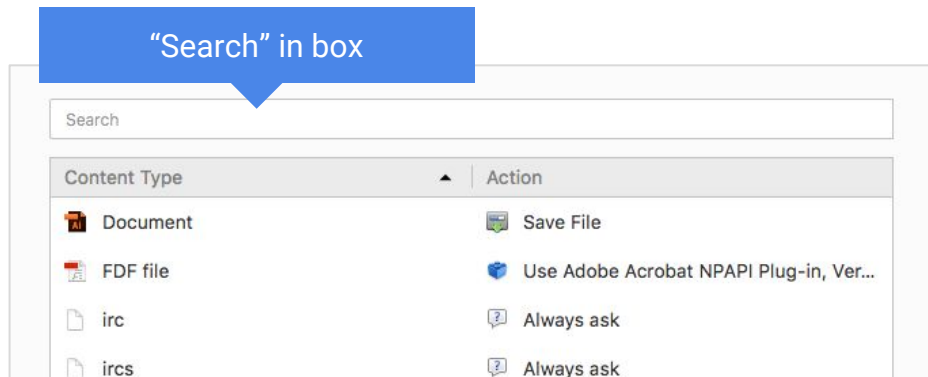 “Search” in box
Search
Content Type Action
Document Save File
FDF file Use Adobe Acrobat NPAPI Plug-in, Ver...
irc Always ask
ircs Always ask